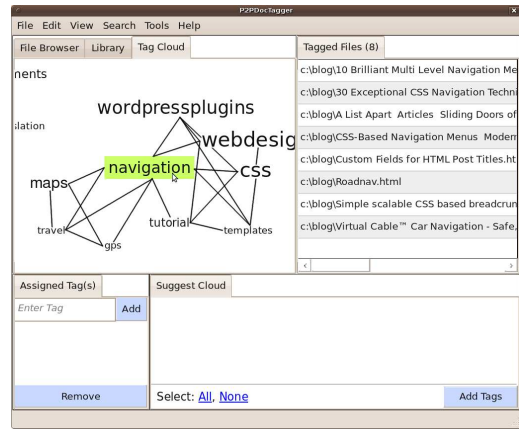 P2PDocTagger
File Edit View Search Tools Help
File Browser Library Tag Cloud
Tagged Files (8)
nents
lation
wordpressplugins
webdesig
navigation
css
maps
travel
gps
tutorial
templates
c:\blog\10 Brilliant Multi Level Navigation Me
c:\blog\30 Exceptional CSS Navigation Techni
c:\blog\A List Apart Articles Sliding Doors of
c:\blog\CSS-Based Navigation Menus Modern
c:\blog\Custom Fields for HTML Post Titles.ht
c:\blog\Roadnav.html
c:\blog\Simple scalable CSS based breadcrun
c:\blog\Virtual Cable™ Car Navigation - Safe,
Assigned Tag(s)
Enter Tag Add
Remove
Suggest Cloud
Select: All, None
Add Tags